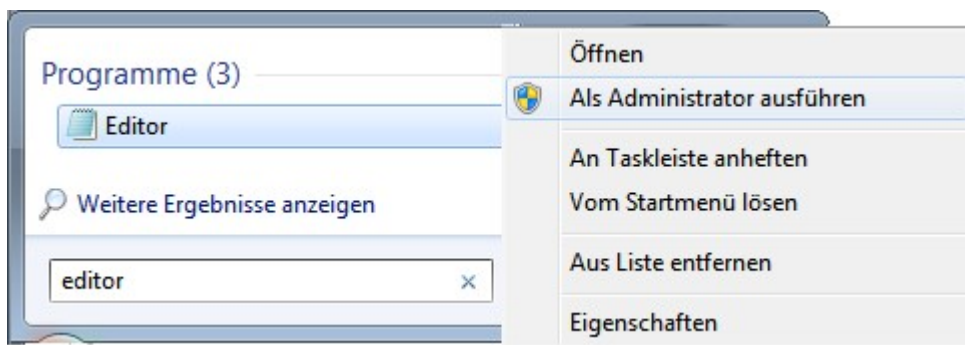 Programme (3)
Editor
Weitere Ergebnisse anzeigen
editor
Öffnen
Als Administrator ausführen
An Taskleiste anheften
Vom Startmenü lösen
Aus Liste entfernen
Eigenschaften